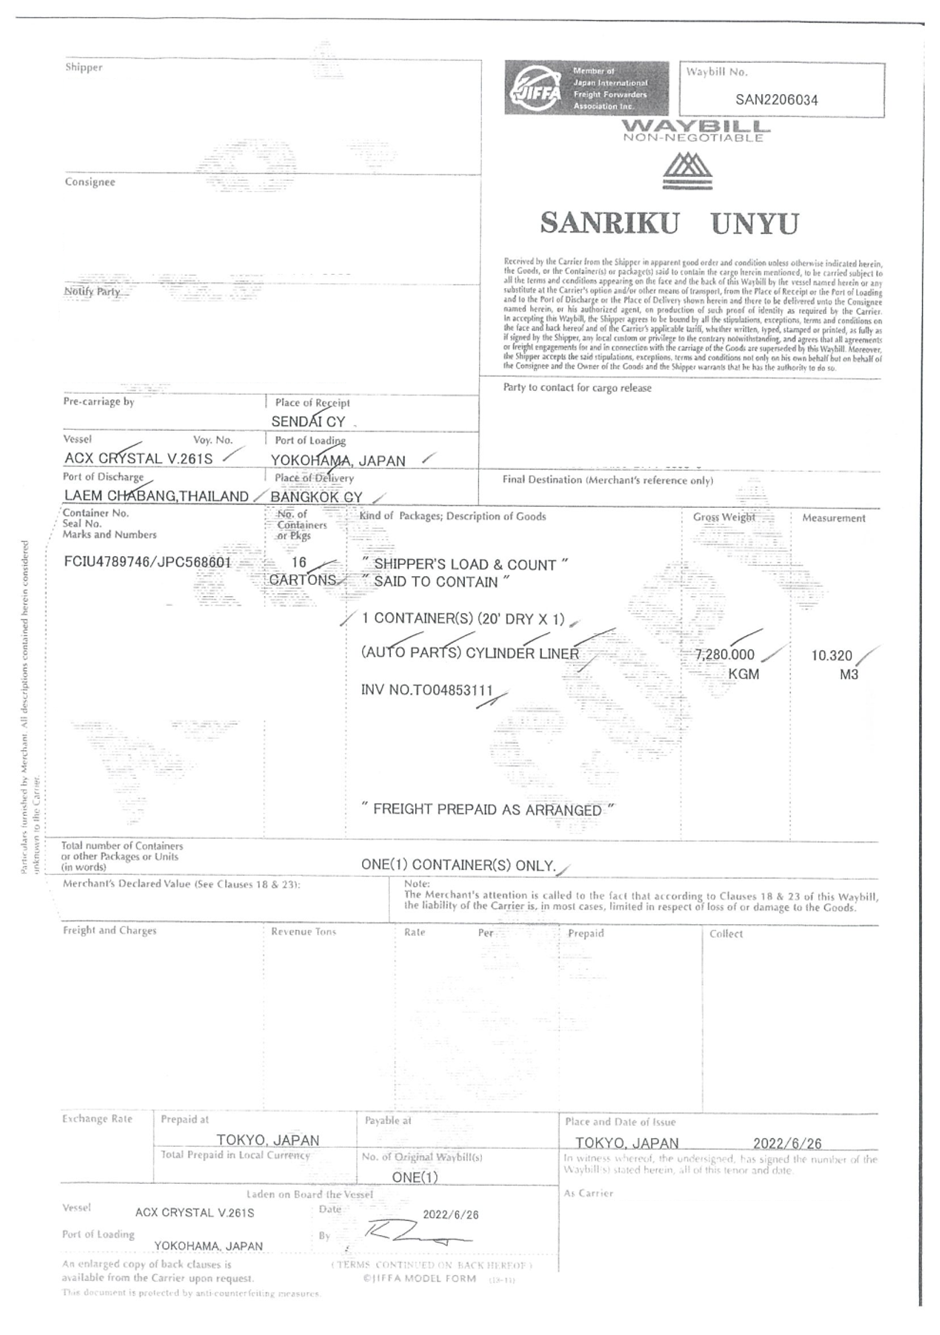 Shipper
JIFFA
Member of
Japan International
Freight Forwarders
Association Inc.
Waybill No.
SAN2206034
WAYBILL
NON-NEGOTIABLE
Consignee
SANRIKU UNYU
Received by the Carrier from the Shipper in apparent good order and condition unless otherwise indicated herein,
the Goods, or the Container(s) or package(s) said to contain the cargo herein mentioned, to be carried subject to
all the terms and conditions appearing on the face and the back of this Waybill by the vessel named herein or any
substitute at the Carrier's option and/or other means of transport, from the Place of Receipt or the Port of Loading
and to the Port of Discharge or the Place of Delivery shown herein and there to be delivered unto the Consignee
named herein, or his authorized agent, on production of such proof of identity as required by the Carrier.
In accepting this Waybill, the Shipper agrees to be bound by all the stipulations, exceptions, terms and conditions on
the face and back hereof and of the Carrier's applicable tariff, whether written, typed, stamped or printed, as fully as
if signed by the Shipper, any local custom or privilege to the contrary notwithstanding, and agrees that all agreements
or freight engagements for and in connection with the carriage of the Goods are superseded by this Waybill. Moreover,
the Shipper accepts the said stipulations, exceptions, terms and conditions not only on his own behalf but on behalf of
the Consignee and the Owner of the Goods and the Shipper warrants that he has the authority to do so.
Notify Party
Party to contact for cargo release
Pre-carriage by
Place of Receipt
SENDAI CY
Vessel Voy. No.
Port of Loading
ACX CRYSTAL V.261S
YOKOHAMA, JAPAN
Port of Discharge
Place of Delivery
Final Destination (Merchant's reference only)
LAEM CHABANG,THAILAND
BANGKOK CY
Container No.
Seal No.
Marks and Numbers
No. of
Containers
or Pkgs
Kind of Packages; Description of Goods
Gross Weight
Measurement
FCIU4789746/JPC568601
16
CARTONS
" SHIPPER'S LOAD & COUNT "
" SAID TO CONTAIN "
1 CONTAINER(S) (20' DRY X 1)
(AUTO PARTS) CYLINDER LINER
7,280.000
KGM
10.320
M3
INV NO.TO04853111
" FREIGHT PREPAID AS ARRANGED "
Particulars furnished by Merchant. All descriptions contained herein considered
unknown to the Carrier.
Total number of Containers
or other Packages or Units
(in words)
ONE(1) CONTAINER(S) ONLY.
Merchant's Declared Value (See Clauses 18 & 23):
Note:
The Merchant's attention is called to the fact that according to Clauses 18 & 23 of this Waybill,
the liability of the Carrier is, in most cases, limited in respect of loss of or damage to the Goods.
Freight and Charges
Revenue Tons
Rate
Per
Prepaid
Collect
Exchange Rate
Prepaid at
TOKYO, JAPAN
Payable at
Place and Date of Issue
TOKYO, JAPAN 2022/6/26
Total Prepaid in Local Currency
No. of Original Waybill(s)
ONE(1)
In witness whereof, the undersigned, has signed the number of the
Waybill(s) stated herein, all of this tenor and date.
Laden on Board the Vessel
As Carrier
Vessel
ACX CRYSTAL V.261S
Date
2022/6/26
Port of Loading
YOKOHAMA, JAPAN
By
An enlarged copy of back clauses is
available from the Carrier upon request.
(TERMS CONTINUED ON BACK HEREOF)
©JIFFA MODEL FORM
This document is protected by anti-counterfeiting measures.